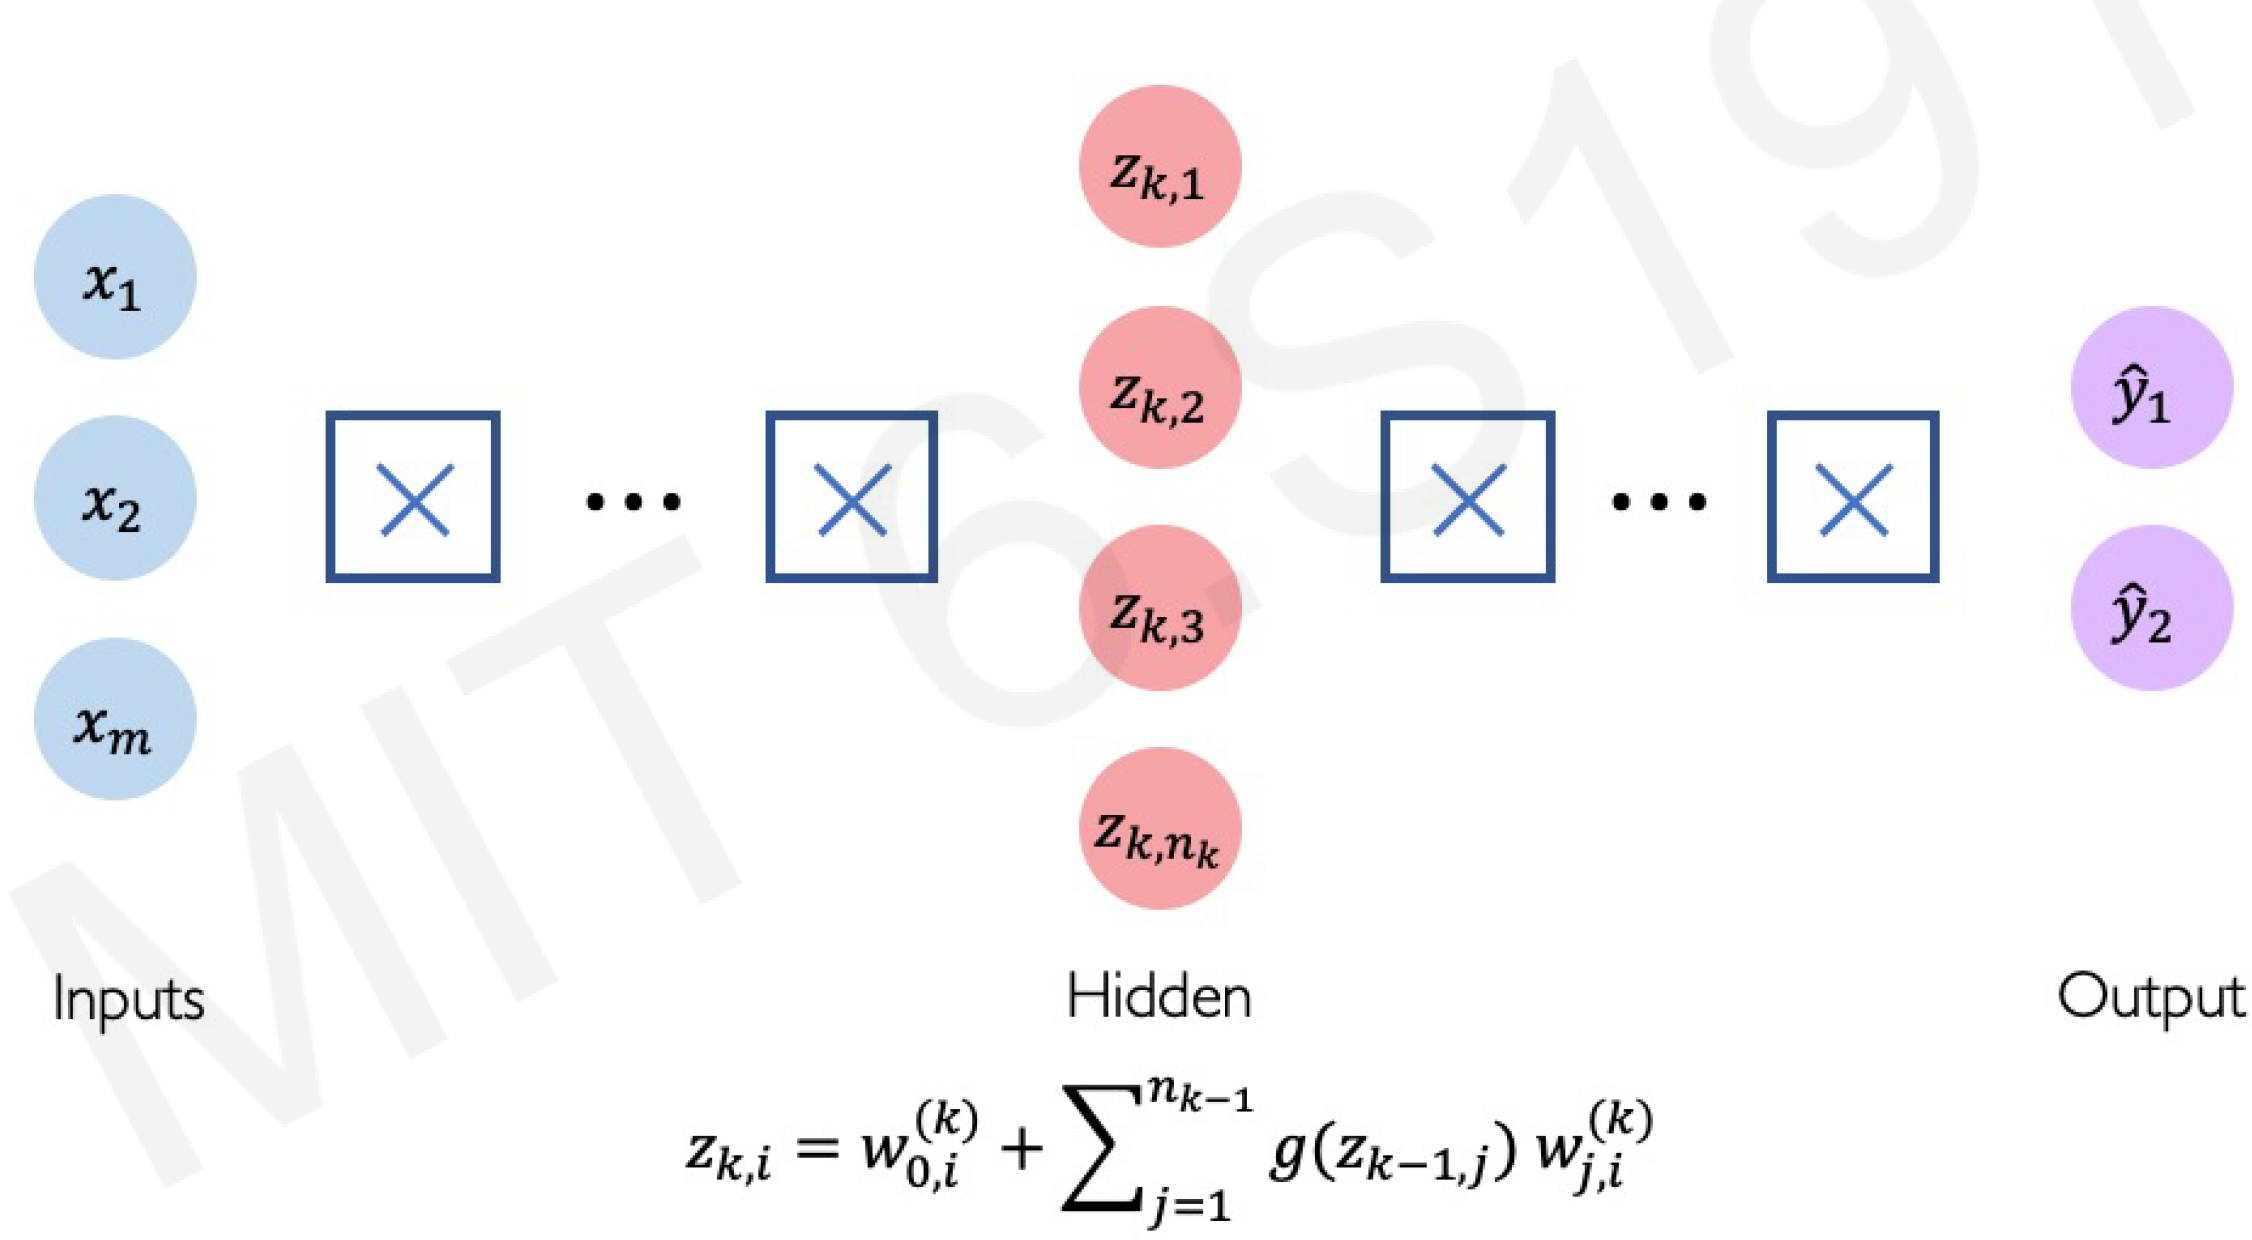 x₁
x₂
xₘ
z_{k,1}
z_{k,2}
z_{k,3}
z_{k,n_k}
ŷ₁
ŷ₂
...
...
Inputs
Hidden
Output
z_{k,i} = w_{0,i}^{(k)} + ∑_{j=1}^{n_{k-1}} g(z_{k-1,j}) w_{j,i}^{(k)}
MIT 6.S191